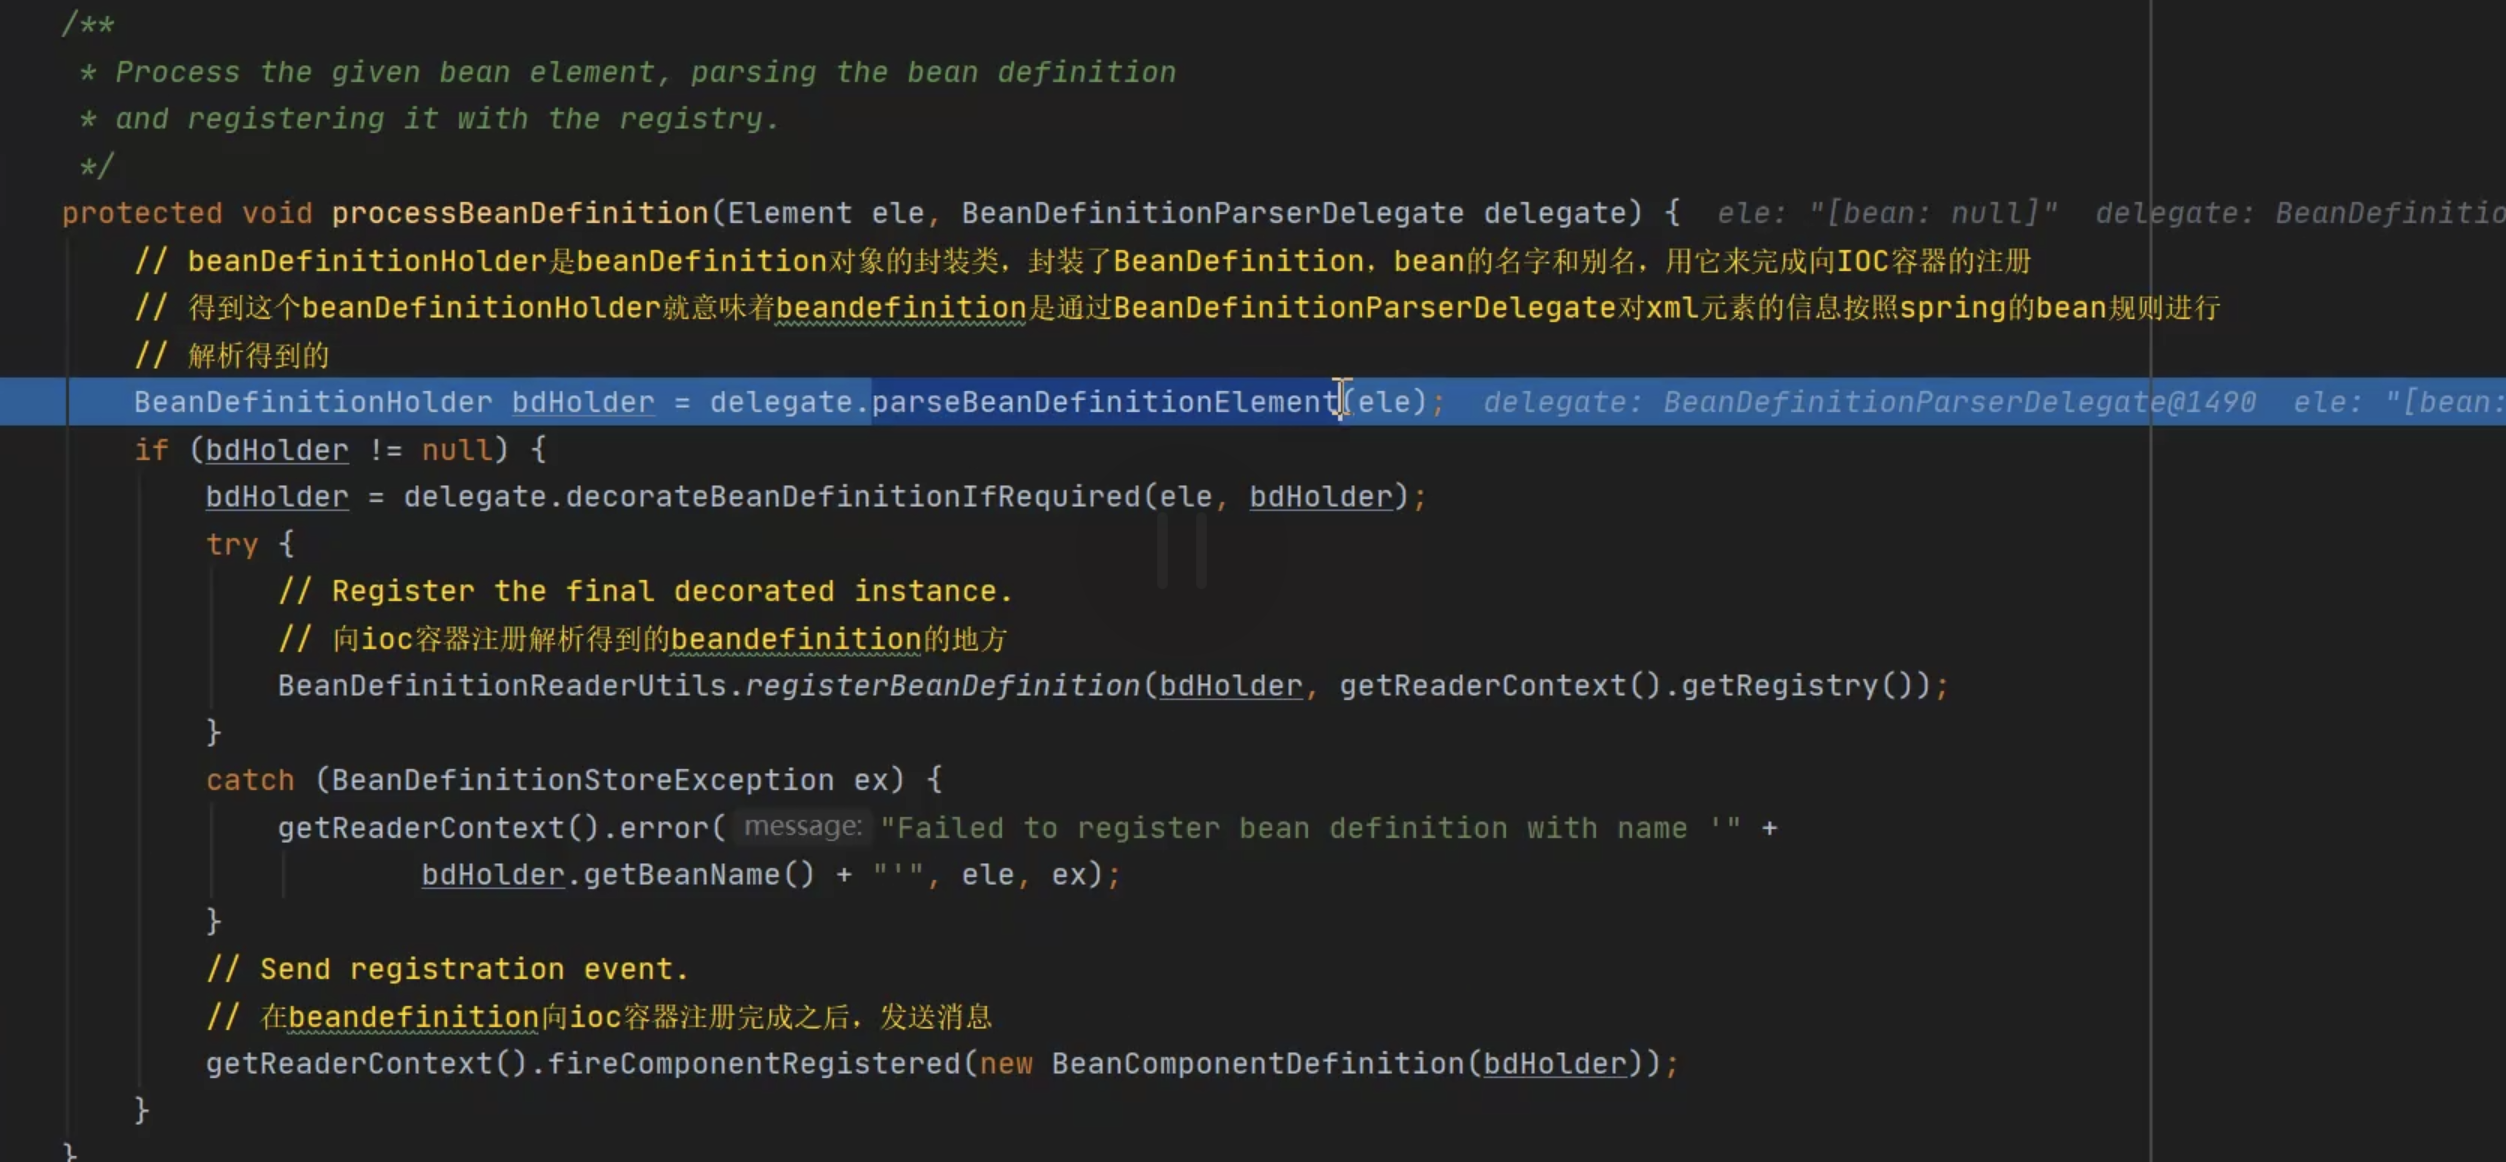 /**
* Process the given bean element, parsing the bean definition
* and registering it with the registry.
*/
protected void processBeanDefinition(Element ele, BeanDefinitionParserDelegate delegate) { ele: "[bean: null]" delegate: BeanDefinitio
// beanDefinitionHolder是beanDefinition对象的封装类，封装了BeanDefinition，bean的名字和别名，用它来完成向IOC容器的注册
// 得到这个beanDefinitionHolder就意味着beandefinition是通过BeanDefinitionParserDelegate对xml元素的信息按照spring的bean规则进行
// 解析得到的
BeanDefinitionHolder bdHolder = delegate.parseBeanDefinitionElement(ele); delegate: BeanDefinitionParserDelegate@1490 ele: "[bean:
if (bdHolder != null) {
bdHolder = delegate.decorateBeanDefinitionIfRequired(ele, bdHolder);
try {
// Register the final decorated instance.
// 向ioc容器注册解析得到的beandefinition的地方
BeanDefinitionReaderUtils.registerBeanDefinition(bdHolder, getReaderContext().getRegistry());
}
catch (BeanDefinitionStoreException ex) {
getReaderContext().error( message: "Failed to register bean definition with name '" +
bdHolder.getBeanName() + "'", ele, ex);
}
// Send registration event.
// 在beandefinition向ioc容器注册完成之后，发送消息
getReaderContext().fireComponentRegistered(new BeanComponentDefinition(bdHolder));
}
}